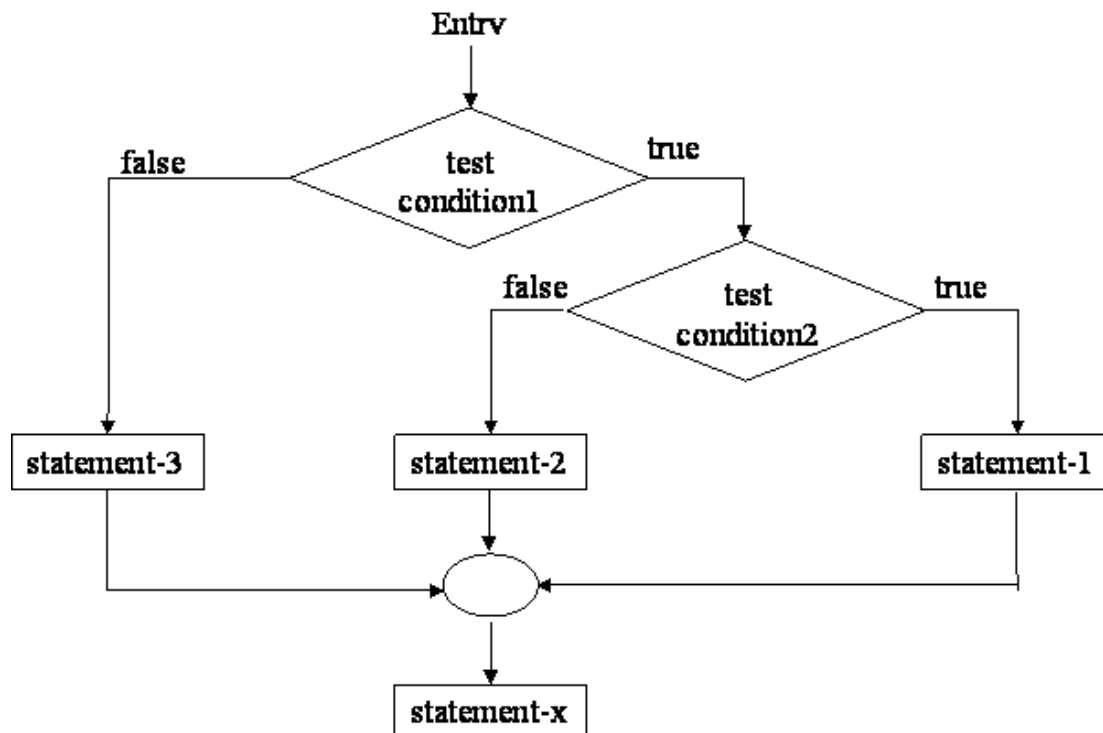 Entrv
false
test
condition1
true
false
test
condition2
true
statement-3
statement-2
statement-1
statement-x